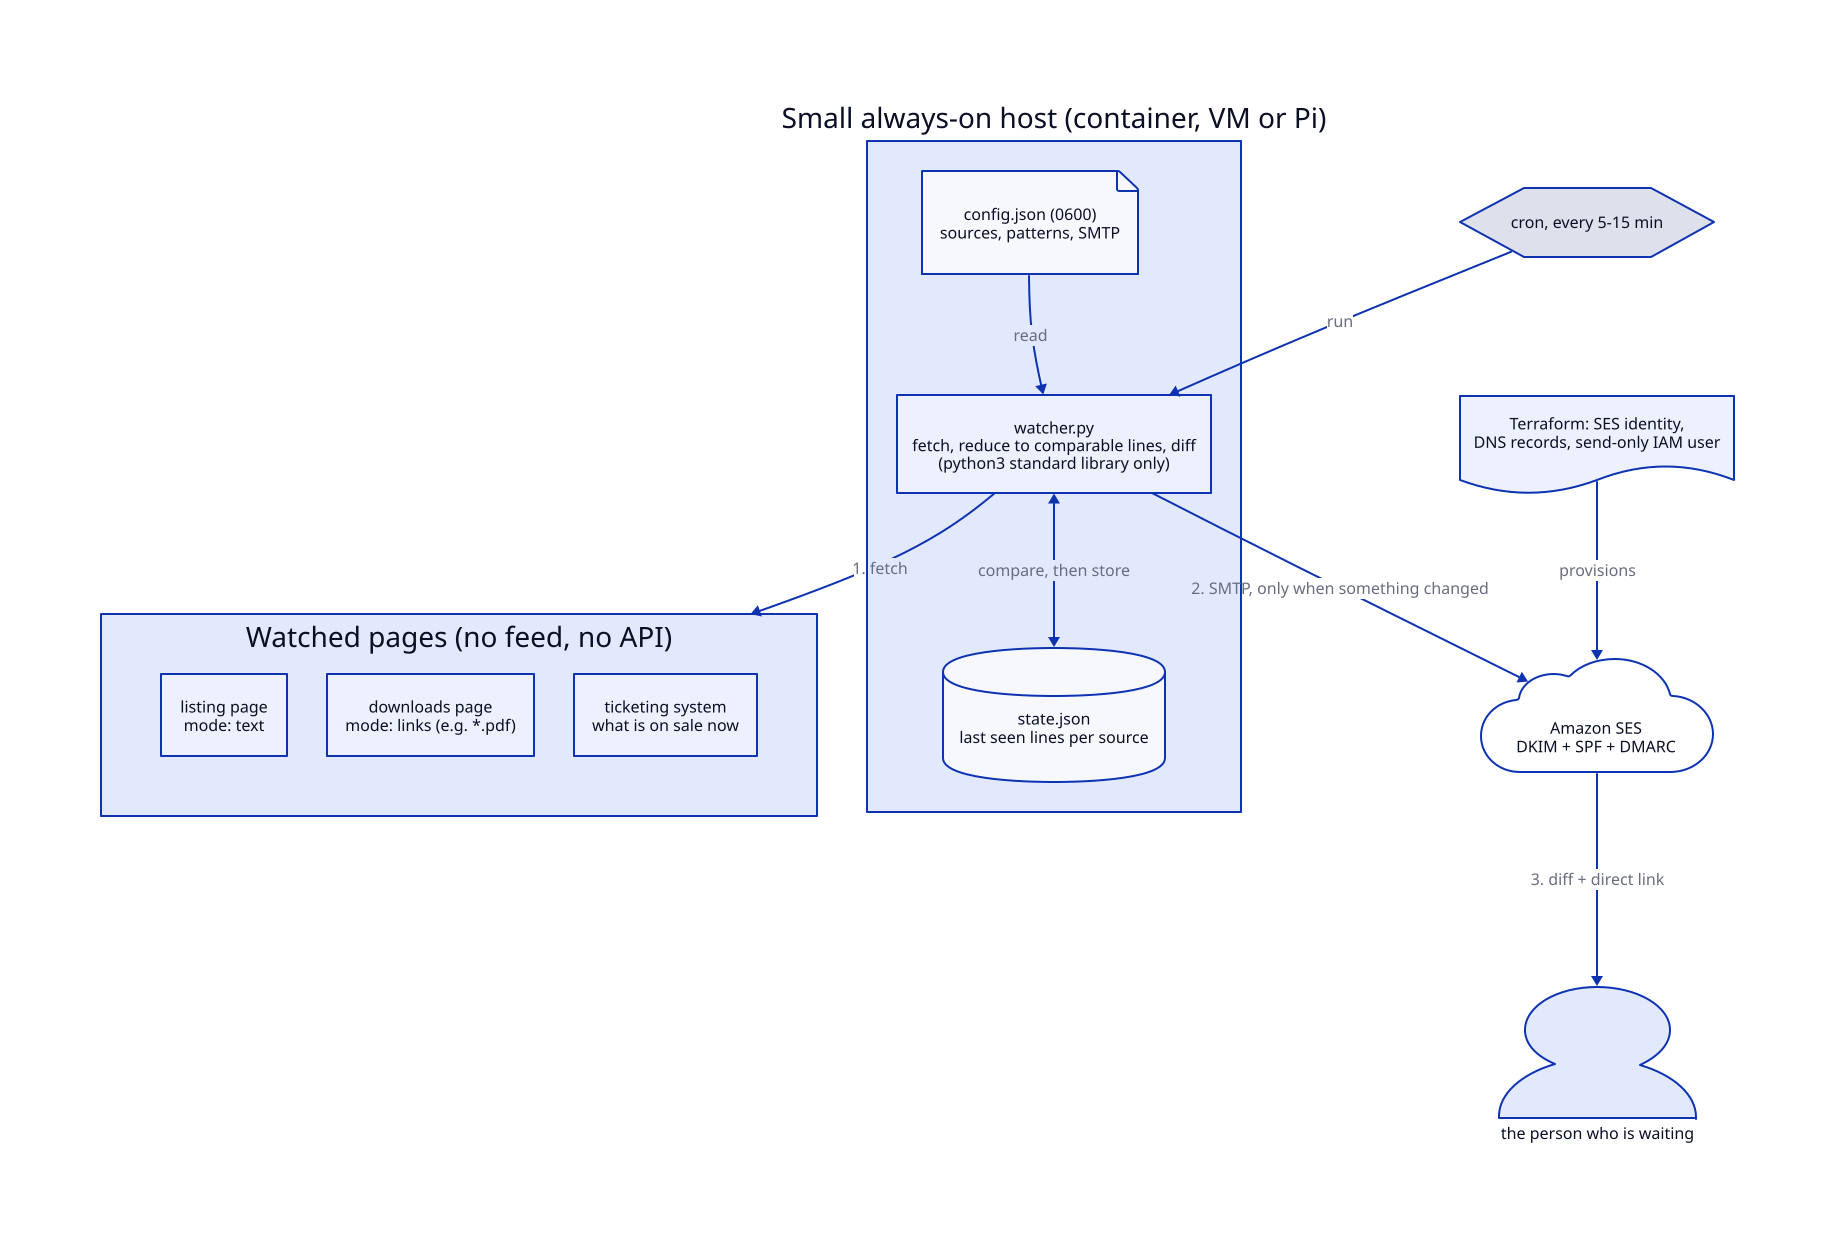 Small always-on host (container, VM or Pi)
config.json (0600)
sources, patterns, SMTP
cron, every 5-15 min
run
read
watcher.py
fetch, reduce to comparable lines, diff
(python3 standard library only)
Terraform: SES identity,
DNS records, send-only IAM user
1. fetch
compare, then store
2. SMTP, only when something changed
provisions
Watched pages (no feed, no API)
listing page
mode: text
downloads page
mode: links (e.g. *.pdf)
ticketing system
what is on sale now
state.json
last seen lines per source
Amazon SES
DKIM + SPF + DMARC
3. diff + direct link
the person who is waiting